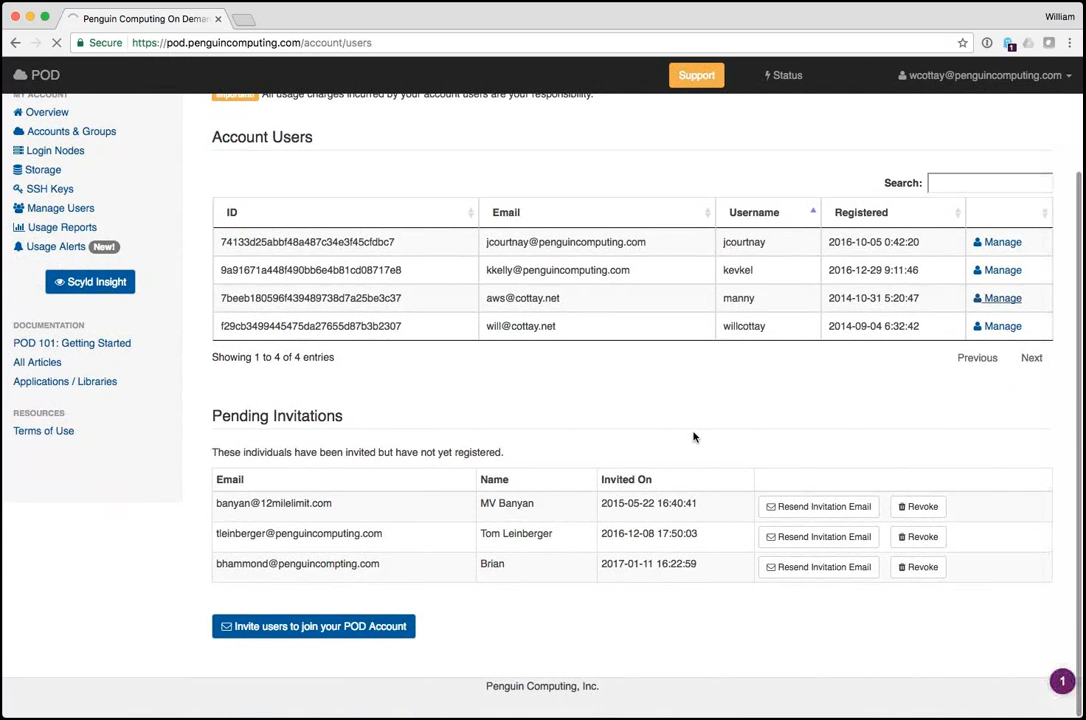 Penguin Computing On Dema
William
Secure https://pod.penguincomputing.com/account/users
1
POD
Support
Status
wcottay@penguincomputing.com
MY ACCOUNT
Overview
Accounts & Groups
Login Nodes
Storage
SSH Keys
Manage Users
Usage Reports
Usage Alerts New!
Scyld Insight
DOCUMENTATION
POD 101: Getting Started
All Articles
Applications / Libraries
RESOURCES
Terms of Use
Important! All usage charges incurred by your account users are your responsibility.
Account Users
Search:
ID Email Username Registered
74133d25abbf48a487c34e3f45cfdbc7 jcourtnay@penguincomputing.com jcourtnay 2016-10-05 0:42:20 Manage
9a91671a448f490bb6e4b81cd08717e8 kkelly@penguincomputing.com kevkel 2016-12-29 9:11:46 Manage
7beeb180596f439489738d7a25be3c37 aws@cottay.net manny 2014-10-31 5:20:47 Manage
f29cb3499445475da27655d87b3b2307 will@cottay.net willcottay 2014-09-04 6:32:42 Manage
Showing 1 to 4 of 4 entries
Previous Next
Pending Invitations
These individuals have been invited but have not yet registered.
Email Name Invited On
banyan@12milelimit.com MV Banyan 2015-05-22 16:40:41 Resend Invitation Email Revoke
tleinberger@penguincomputing.com Tom Leinberger 2016-12-08 17:50:03 Resend Invitation Email Revoke
bhammond@penguincompting.com Brian 2017-01-11 16:22:59 Resend Invitation Email Revoke
Invite users to join your POD Account
Penguin Computing, Inc.
1